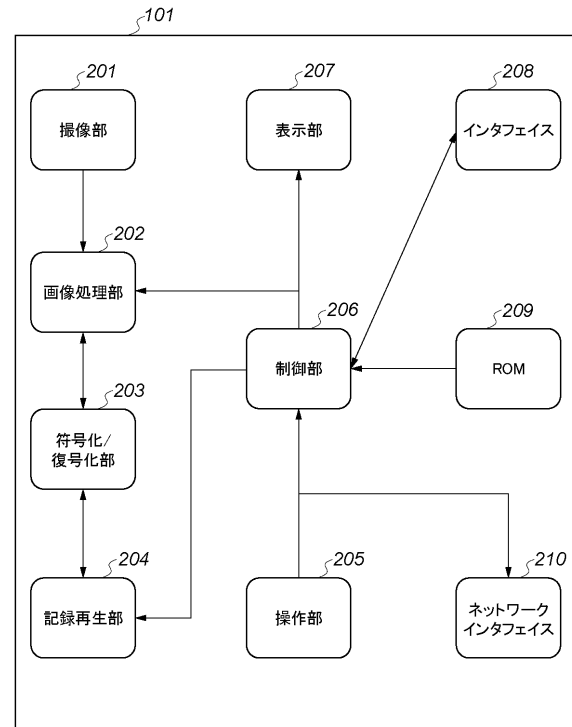 101
201
撮像部
207
表示部
208
インタフェイス
202
画像処理部
206
制御部
209
ROM
203
符号化/
復号化部
204
記録再生部
205
操作部
210
ネットワーク
インタフェイス